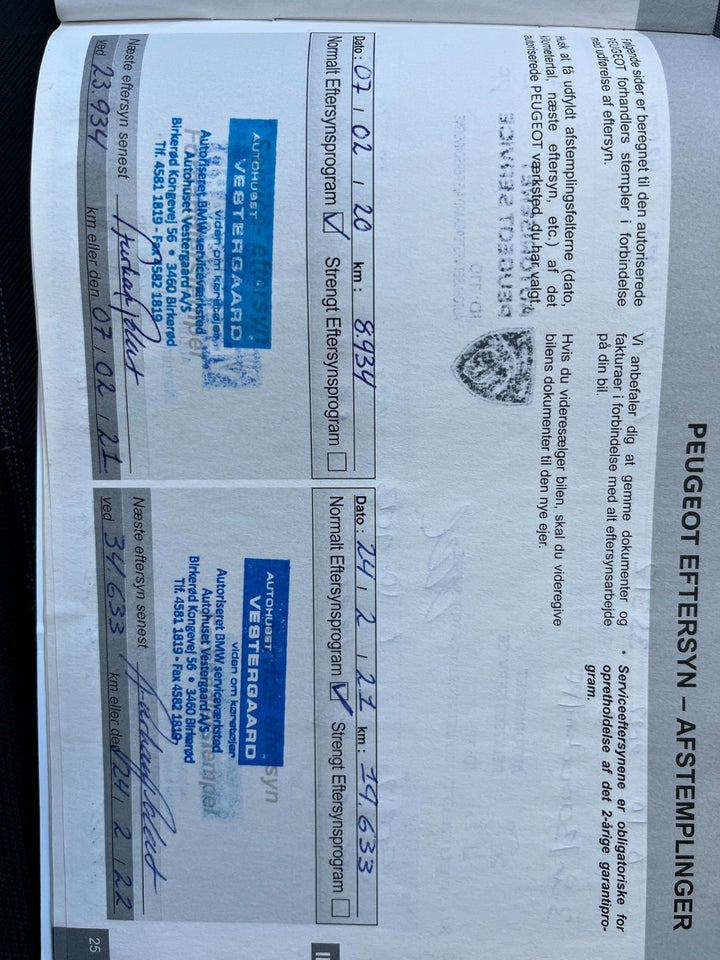 PEUGEOT EFTERSYN – AFSTEMPLINGER
Følgende sider er beregnet til den autoriserede
PEUGEOT forhandlers stempler i forbindelse
med udførelse af eftersyn.
Husk at få udfyldt afstemplingsfelterne (dato,
kilometertal, næste eftersyn, etc.) af det
autoriserede PEUGEOT værksted, du har valgt.
Vi anbefaler dig at gemme dokumenter og
fakturaer i forbindelse med alt eftersynsarbejde
på din bil.
Hvis du videresælger bilen, skal du videregive
bilens dokumenter til den nye ejer.
• Serviceeftersynene er obligatoriske for
opretholdelse af det 2-årige garantipro-
gram.
Dato : 07 / 02 / 20 km : 8.934
Normalt Eftersynsprogram ☑ Strengt Eftersynsprogram ☐
AUTOHUSET
VESTERGAARD
viden om køretøjer
Autoriseret BMW serviceværksted
Autohuset Vestergaard A/S
Birkerød Kongevej 56 • 3460 Birkerød
Tlf. 4581 1819 - Fax 4582 1819
Næste eftersyn senest
ved 23.934 km eller den 07 / 02 / 21
Dato : 24 / 2 / 21 km : 19.633
Normalt Eftersynsprogram ☑ Strengt Eftersynsprogram ☐
AUTOHUSET
VESTERGAARD
viden om køretøjer
Autoriseret BMW serviceværksted
Autohuset Vestergaard A/S
Birkerød Kongevej 56 • 3460 Birkerød
Tlf. 4581 1819 - Fax 4582 1819
Næste eftersyn senest
ved 34633 km eller den 24 / 2 / 22
25